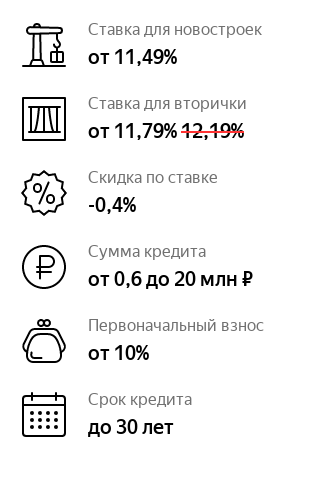 Ставка для новостроек
от 11,49%
Ставка для вторички
от 11,79% 12,19%
Скидка по ставке
-0,4%
Сумма кредита
от 0,6 до 20 млн ₽
Первоначальный взнос
от 10%
Срок кредита
до 30 лет